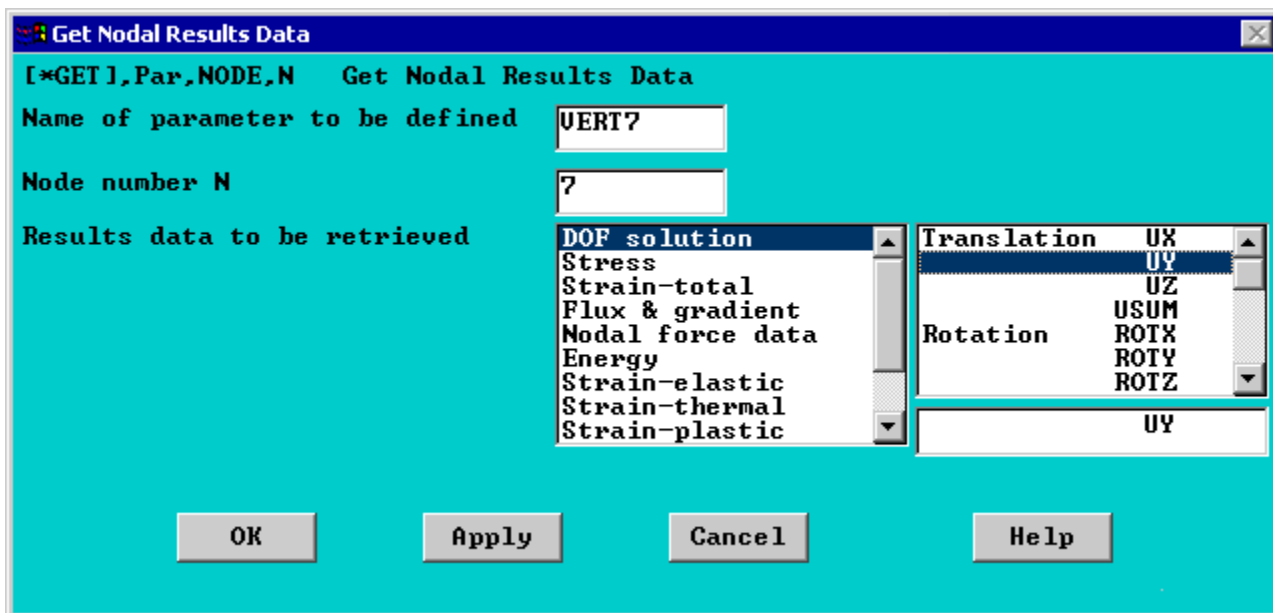 Get Nodal Results Data
[*GET],Par,NODE,N   Get Nodal Results Data
Name of parameter to be defined
VERT7
Node number N
7
Results data to be retrieved
DOF solution
Stress
Strain-total
Flux & gradient
Nodal force data
Energy
Strain-elastic
Strain-thermal
Strain-plastic
Translation UX
UY
UZ
USUM
Rotation ROTX
ROTY
ROTZ
UY
OK
Apply
Cancel
Help